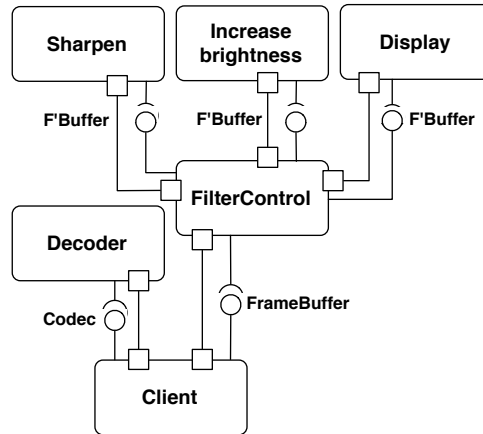 Sharpen
Increase
brightness
Display
F'Buffer
F'Buffer
F'Buffer
FilterControl
Decoder
Codec
FrameBuffer
Client